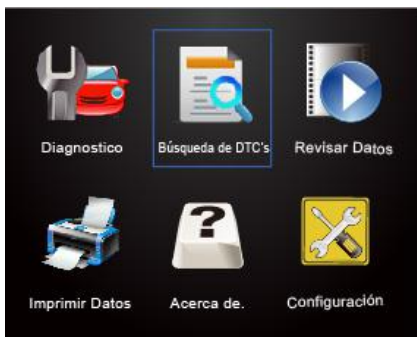 Diagnostico
Búsqueda de DTC's
Revisar Datos
?
Imprimir Datos
Acerca de.
Configuración